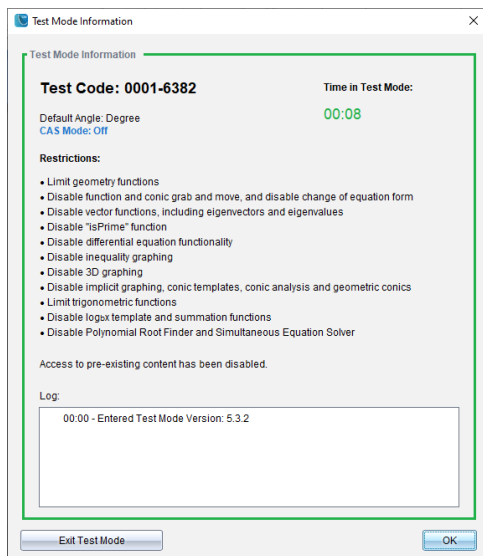 Test Mode Information
Test Mode Information
Test Code: 0001-6382
Time in Test Mode:
00:08
Default Angle: Degree
CAS Mode: Off
Restrictions:
• Limit geometry functions
• Disable function and conic grab and move, and disable change of equation form
• Disable vector functions, including eigenvectors and eigenvalues
• Disable "isPrime" function
• Disable differential equation functionality
• Disable inequality graphing
• Disable 3D graphing
• Disable implicit graphing, conic templates, conic analysis and geometric conics
• Limit trigonometric functions
• Disable logbx template and summation functions
• Disable Polynomial Root Finder and Simultaneous Equation Solver
Access to pre-existing content has been disabled.
Log:
00:00 - Entered Test Mode Version: 5.3.2
Exit Test Mode
OK